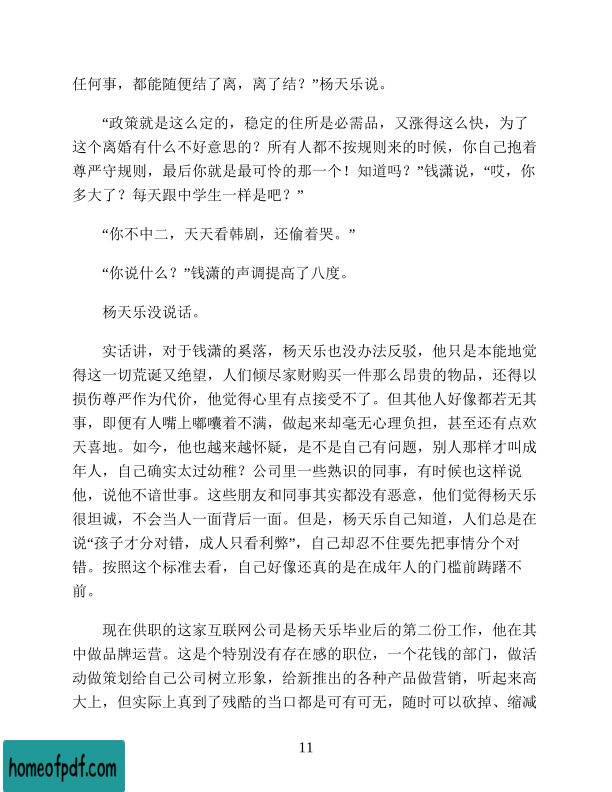 任何事，都能随便结了离，离了结？”杨天乐说。
“政策就是这么定的，稳定的住所是必需品，又涨得这么快，为了
这个离婚有什么不好意思的？所有人都不按规则来的时候，你自己抱着
尊严守规则，最后你就是最可怜的那一个！知道吗？”钱潇说，“哎，你
多大了？每天跟中学生一样是吧？”
“你不中二，天天看韩剧，还偷着哭。”
“你说什么？”钱潇的声调提高了八度。
杨天乐没说话。
实话讲，对于钱潇的奚落，杨天乐也没办法反驳，他只是本能地觉
得这一切荒诞又绝望，人们倾尽家财购买一件那么昂贵的物品，还得以
损伤尊严作为代价，他觉得心里有点接受不了。但其他人好像都若无其
事，即便有人嘴上嘟囔着不满，做起来却毫无心理负担，甚至还有点欢
天喜地。如今，他也越来越怀疑，是不是自己有问题，别人那样才叫成
年人，自己确实太过幼稚？公司里一些熟识的同事，有时候也这样说
他，说他不谙世事。这些朋友和同事其实都没有恶意，他们觉得杨天乐
很坦诚，不会当人一面背后一面。但是，杨天乐自己知道，人们总是在
说“孩子才分对错，成人只看利弊”，自己却忍不住要先把事情分个对
错。按照这个标准去看，自己好像还真的是在成年人的门槛前踌躇不
前。
现在供职的这家互联网公司是杨天乐毕业后的第二份工作，他在其
中做品牌运营。这是个特别没有存在感的职位，一个花钱的部门，做活
动做策划给自己公司树立形象，给新推出的各种产品做营销，听起来高
大上，但实际上真到了残酷的当口都是可有可无，随时可以砍掉、缩减
11
homeofpdf.com